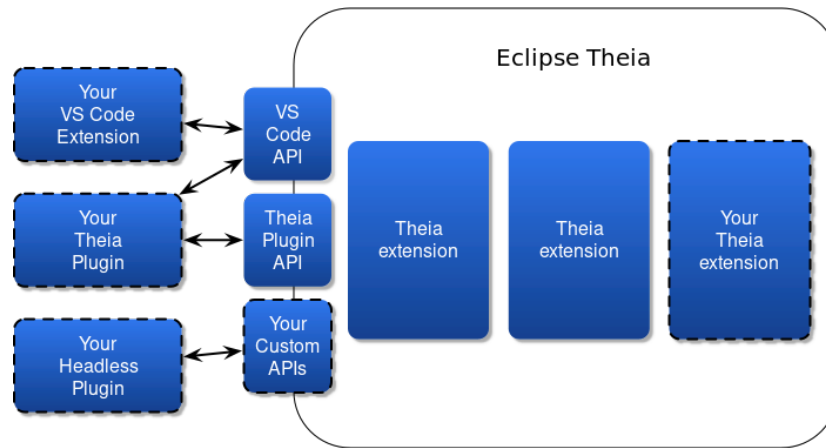 Eclipse Theia
Your
VS Code
Extension
VS
Code
API
Your
Theia
Plugin
Theia
Plugin
API
Your
Headless
Plugin
Your
Custom
APIs
Theia
extension
Theia
extension
Your
Theia
extension